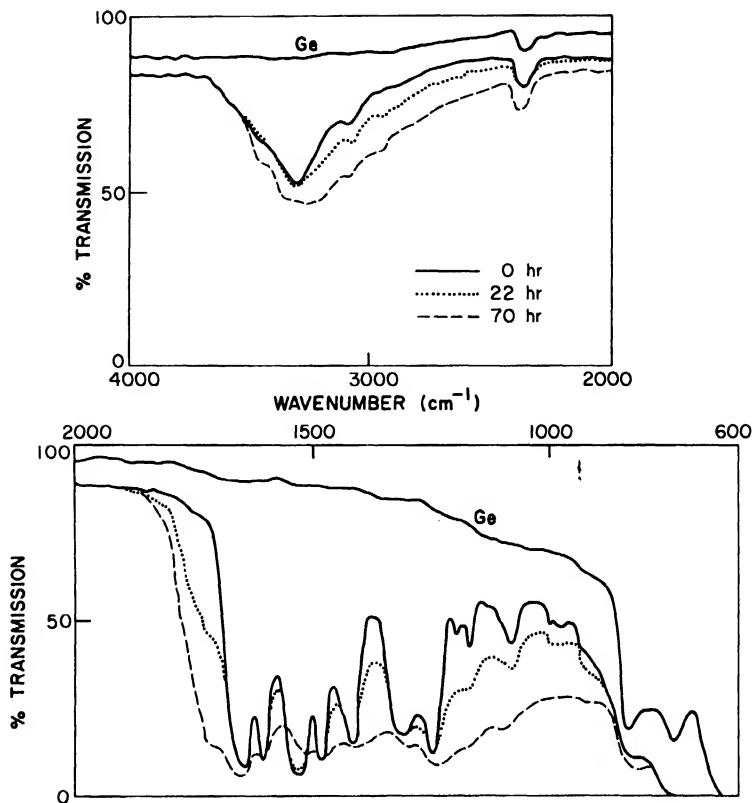 100
Ge
50
0
% TRANSMISSION
0 hr
22 hr
70 hr
4000
3000
2000
WAVENUMBER (cm⁻¹)
2000
1500
1000
600
100
Ge
50
0
% TRANSMISSION